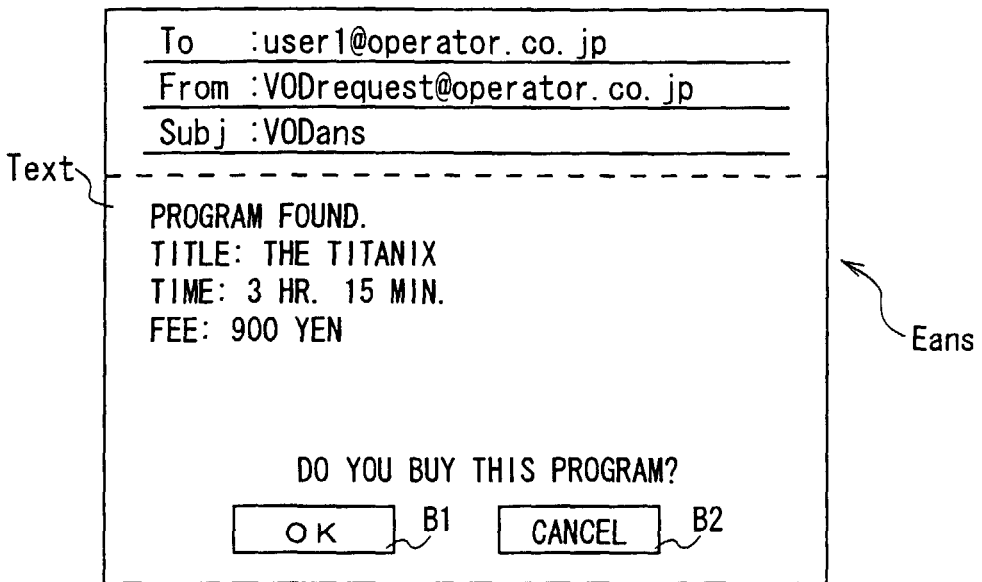 To :user1@operator.co.jp
From :VODrequest@operator.co.jp
Subj :VODans
Text
PROGRAM FOUND.
TITLE: THE TITANIX
TIME: 3 HR. 15 MIN.
FEE: 900 YEN
Eans
DO YOU BUY THIS PROGRAM?
OK B1 CANCEL B2